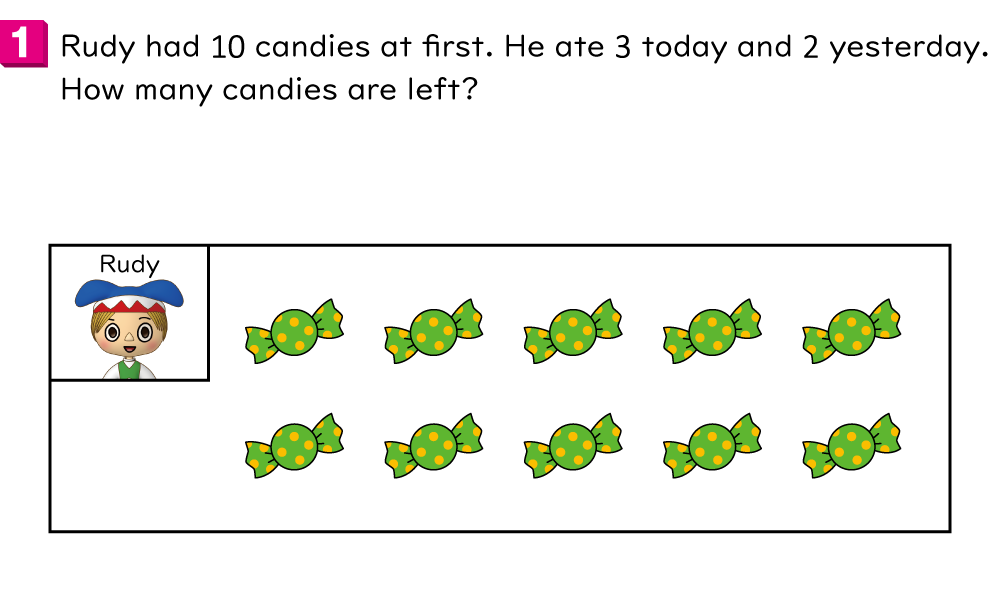 1 Rudy had 10 candies at first. He ate 3 today and 2 yesterday.
How many candies are left?
Rudy